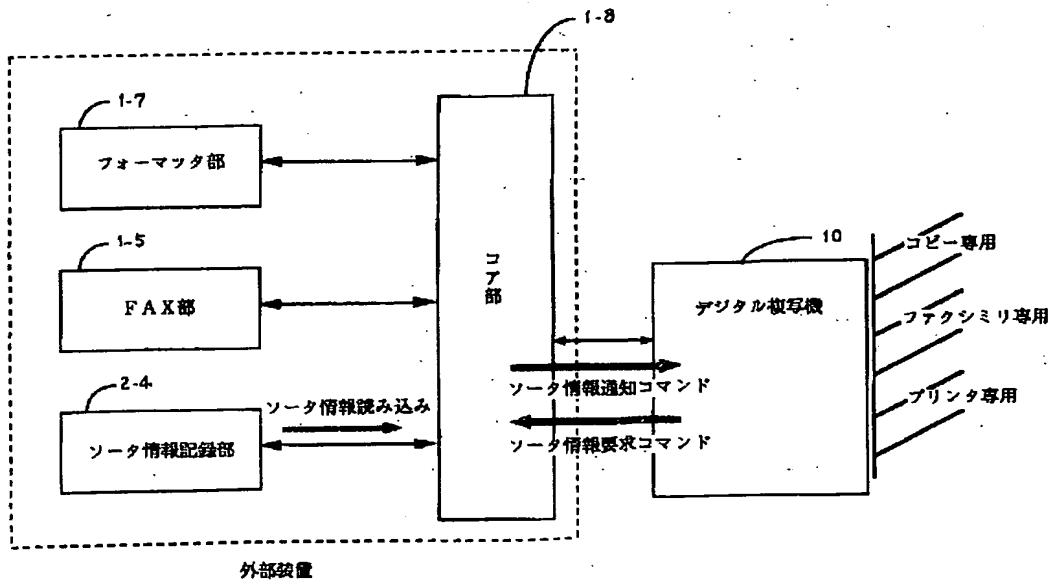 1-8
1-7
フォーマッタ部
1-5
FAX部
コア部
10
デジタル複写機
コピー専用
ファクシミリ専用
プリンタ専用
2-4
ソータ情報読み込み
ソータ情報記録部
ソータ情報通知コマンド
ソータ情報要求コマンド
外部装置